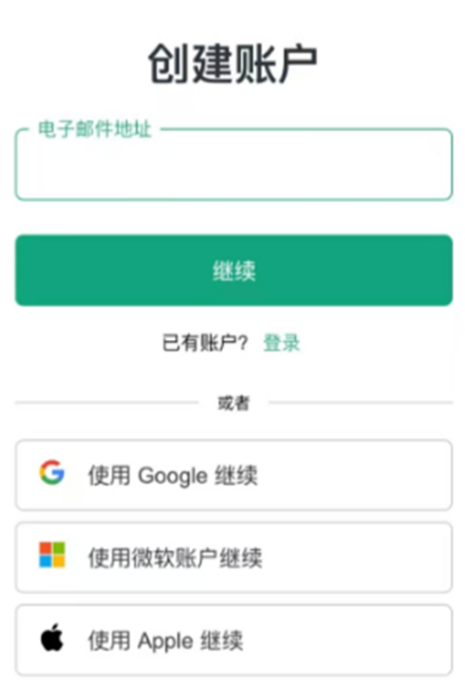 创建账户
电子邮件地址
继续
已有账户? 登录
或者
使用 Google 继续
使用微软账户继续
使用 Apple 继续